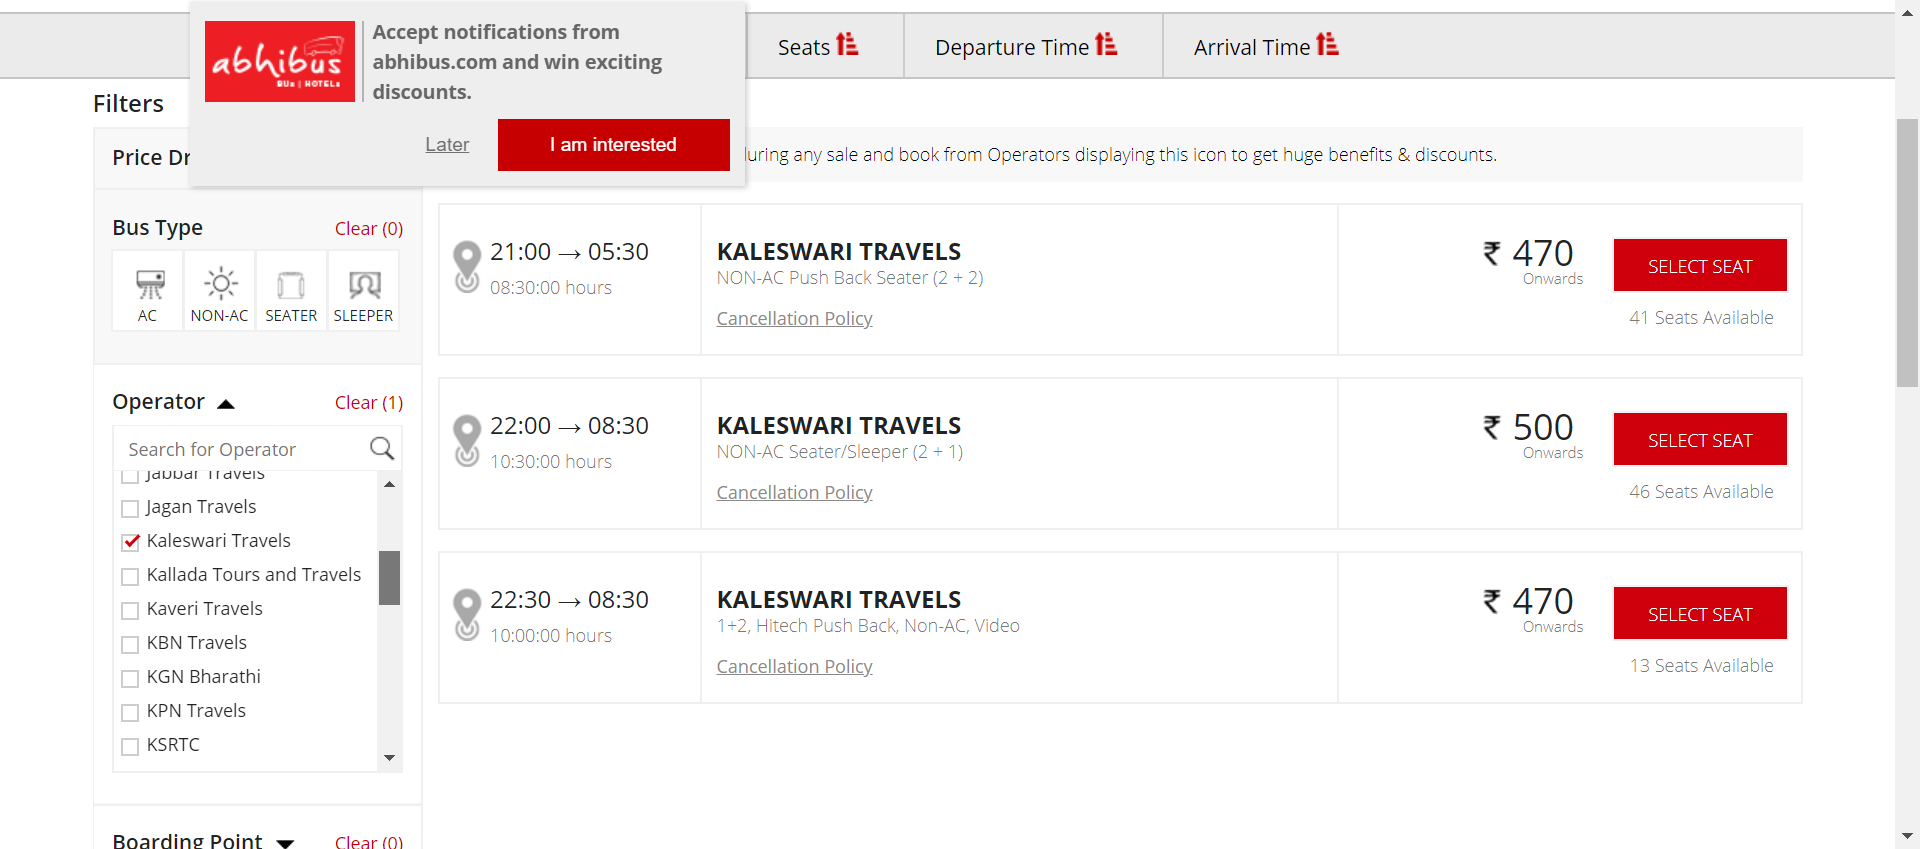 abhibus
BUS | HOTELS
Accept notifications from
abhibus.com and win exciting
discounts.
Later
I am interested
Seats
Departure Time
Arrival Time
Filters
Price Dr
during any sale and book from Operators displaying this icon to get huge benefits & discounts.
Bus Type Clear (0)
AC NON-AC SEATER SLEEPER
Operator Clear (1)
Search for Operator
Jabbar Travels
Jagan Travels
Kaleswari Travels
Kallada Tours and Travels
Kaveri Travels
KBN Travels
KGN Bharathi
KPN Travels
KSRTC
Boarding Point Clear (0)
21:00 → 05:30
08:30:00 hours
KALESWARI TRAVELS
NON-AC Push Back Seater (2 + 2)
Cancellation Policy
₹ 470
Onwards
SELECT SEAT
41 Seats Available
22:00 → 08:30
10:30:00 hours
KALESWARI TRAVELS
NON-AC Seater/Sleeper (2 + 1)
Cancellation Policy
₹ 500
Onwards
SELECT SEAT
46 Seats Available
22:30 → 08:30
10:00:00 hours
KALESWARI TRAVELS
1+2, Hitech Push Back, Non-AC, Video
Cancellation Policy
₹ 470
Onwards
SELECT SEAT
13 Seats Available